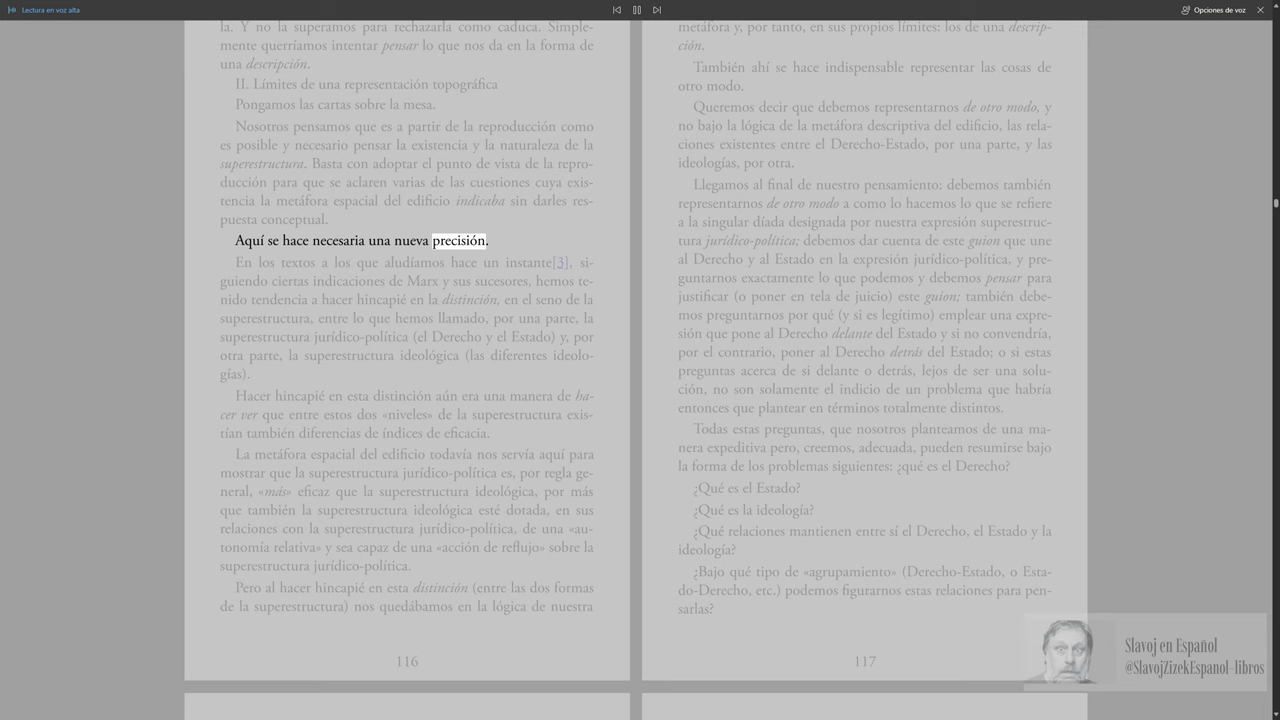 Lectura en voz alta
Opciones de voz
la. Y no la superamos para rechazarla como caduca. Simple-
mente querríamos intentar pensar lo que nos da en la forma de
una descripción.
II. Límites de una representación topográfica
Pongamos las cartas sobre la mesa.
Nosotros pensamos que es a partir de la reproducción como
es posible y necesario pensar la existencia y la naturaleza de la
superestructura. Basta con adoptar el punto de vista de la repro-
ducción para que se aclaren varias de las cuestiones cuya exis-
tencia la metáfora espacial del edificio indicaba sin darles res-
puesta conceptual.
Aquí se hace necesaria una nueva precisión.
En los textos a los que aludíamos hace un instante[3], si-
guiendo ciertas indicaciones de Marx y sus sucesores, hemos te-
nido tendencia a hacer hincapié en la distinción, en el seno de la
superestructura, entre lo que hemos llamado, por una parte, la
superestructura jurídico-política (el Derecho y el Estado) y, por
otra parte, la superestructura ideológica (las diferentes ideolo-
gías).
Hacer hincapié en esta distinción aún era una manera de ha-
cer ver que entre estos dos «niveles» de la superestructura exis-
tían también diferencias de índices de eficacia.
La metáfora espacial del edificio todavía nos servía aquí para
mostrar que la superestructura jurídico-política es, por regla ge-
neral, «más» eficaz que la superestructura ideológica, por más
que también la superestructura ideológica esté dotada, en sus
relaciones con la superestructura jurídico-política, de una «au-
tonomía relativa» y sea capaz de una «acción de reflujo» sobre la
superestructura jurídico-política.
Pero al hacer hincapié en esta distinción (entre las dos formas
de la superestructura) nos quedábamos en la lógica de nuestra
116
metáfora y, por tanto, en sus propios límites: los de una descrip-
ción.
También ahí se hace indispensable representar las cosas de
otro modo.
Queremos decir que debemos representarnos de otro modo, y
no bajo la lógica de la metáfora descriptiva del edificio, las rela-
ciones existentes entre el Derecho-Estado, por una parte, y las
ideologías, por otra.
Llegamos al final de nuestro pensamiento: debemos también
representarnos de otro modo a como lo hacemos lo que se refiere
a la singular díada designada por nuestra expresión superestruc-
tura jurídico-política; debemos dar cuenta de este guion que une
al Derecho y al Estado en la expresión jurídico-política, y pre-
guntarnos exactamente lo que podemos y debemos pensar para
justificar (o poner en tela de juicio) este guion; también debe-
mos preguntarnos por qué (y si es legítimo) emplear una expre-
sión que pone al Derecho delante del Estado y si no convendría,
por el contrario, poner al Derecho detrás del Estado; o si estas
preguntas acerca de si delante o detrás, lejos de ser una solu-
ción, no son solamente el indicio de un problema que habría
entonces que plantear en términos totalmente distintos.
Todas estas preguntas, que nosotros planteamos de una ma-
nera expeditiva pero, creemos, adecuada, pueden resumirse bajo
la forma de los problemas siguientes: ¿qué es el Derecho?
¿Qué es el Estado?
¿Qué es la ideología?
¿Qué relaciones mantienen entre sí el Derecho, el Estado y la
ideología?
¿Bajo qué tipo de «agrupamiento» (Derecho-Estado, o Esta-
do-Derecho, etc.) podemos figurarnos estas relaciones para pen-
sarlas?
117
Slavoj en Español
@SlavojZizekEspanol-libros